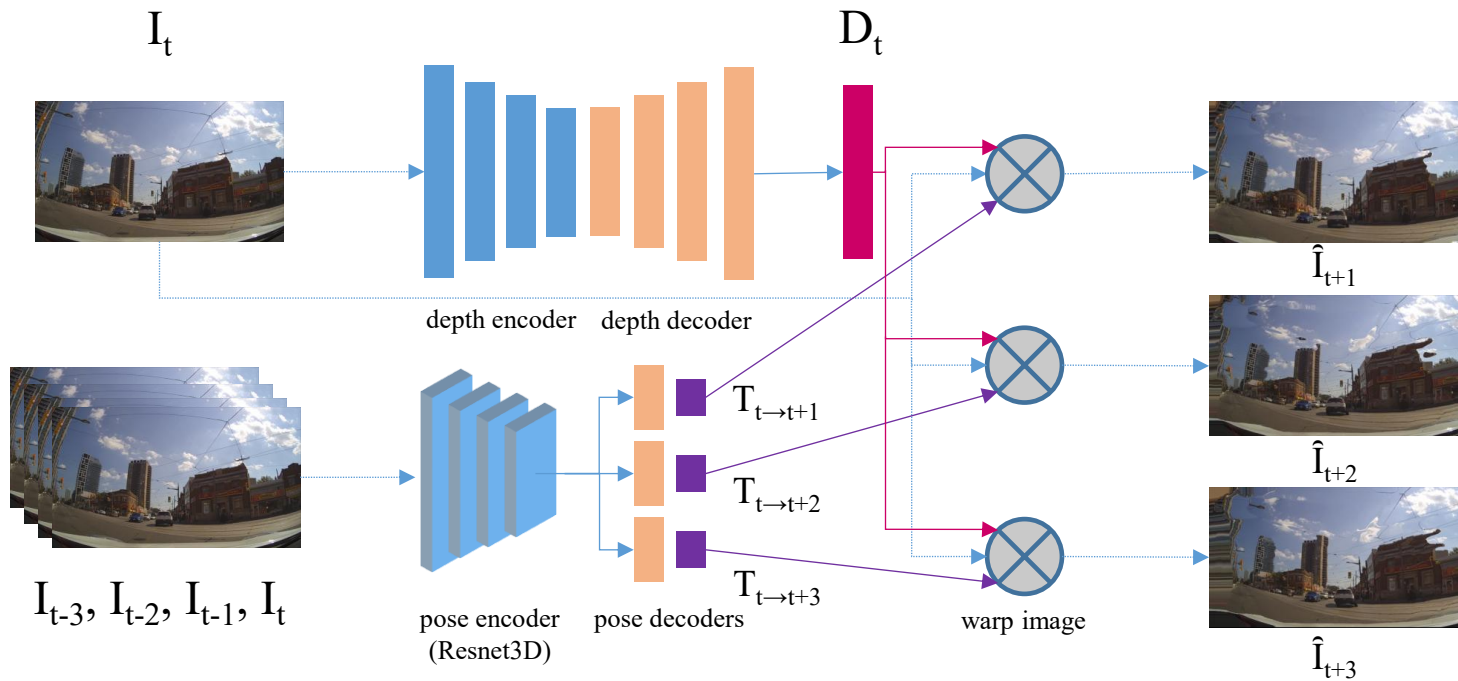 I_t
D_t
depth encoder
depth decoder
Î_{t+1}
T_{t→t+1}
T_{t→t+2}
T_{t→t+3}
Î_{t+2}
I_{t-3}, I_{t-2}, I_{t-1}, I_t
pose encoder
(Resnet3D)
pose decoders
warp image
Î_{t+3}